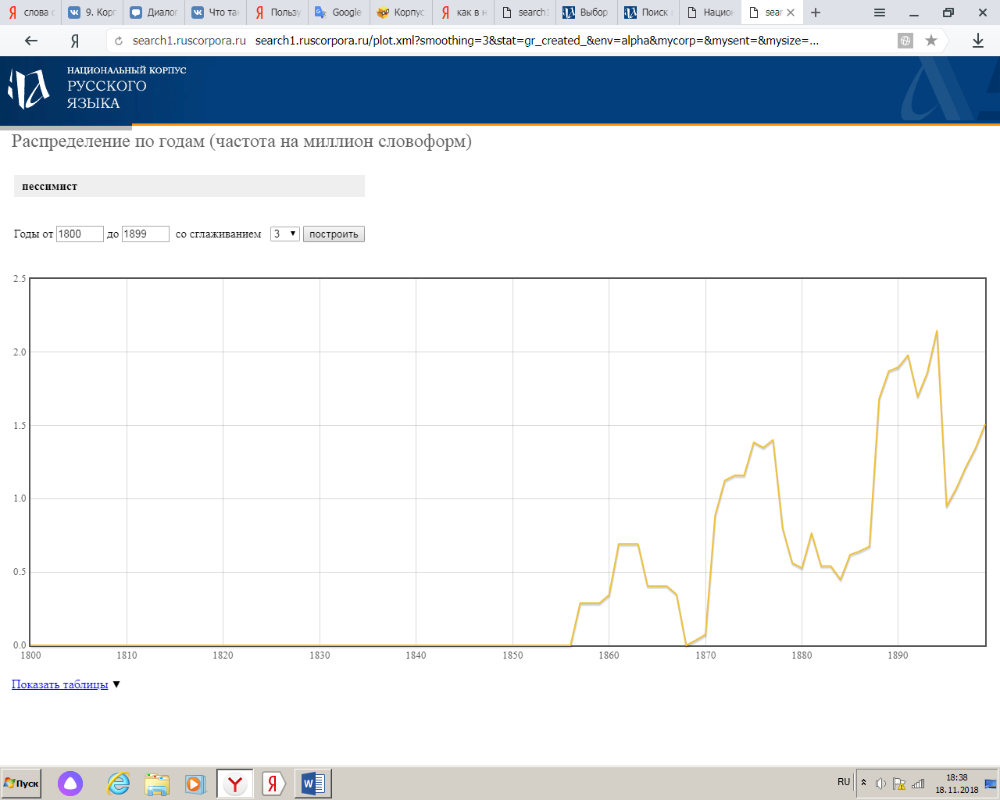 слова с
9. Корп
Диалог
Что так
Пользу
Google
Корпус
как в н
search1
Выбор
Поиск в
Национ
sear
search1.ruscorpora.ru search1.ruscorpora.ru/plot.xml?smoothing=3&stat=gr_created_&env=alpha&mycorp=&mysent=&mysize=...
НАЦИОНАЛЬНЫЙ КОРПУС
РУССКОГО
ЯЗЫКА
Распределение по годам (частота на миллион словоформ)
пессимист
Годы от 1800 до 1899 со сглаживанием 3 построить
2.5
2.0
1.5
1.0
0.5
0.0
1800 1810 1820 1830 1840 1850 1860 1870 1880 1890
Показать таблицы ▼
Пуск
RU
18:38
18.11.2018